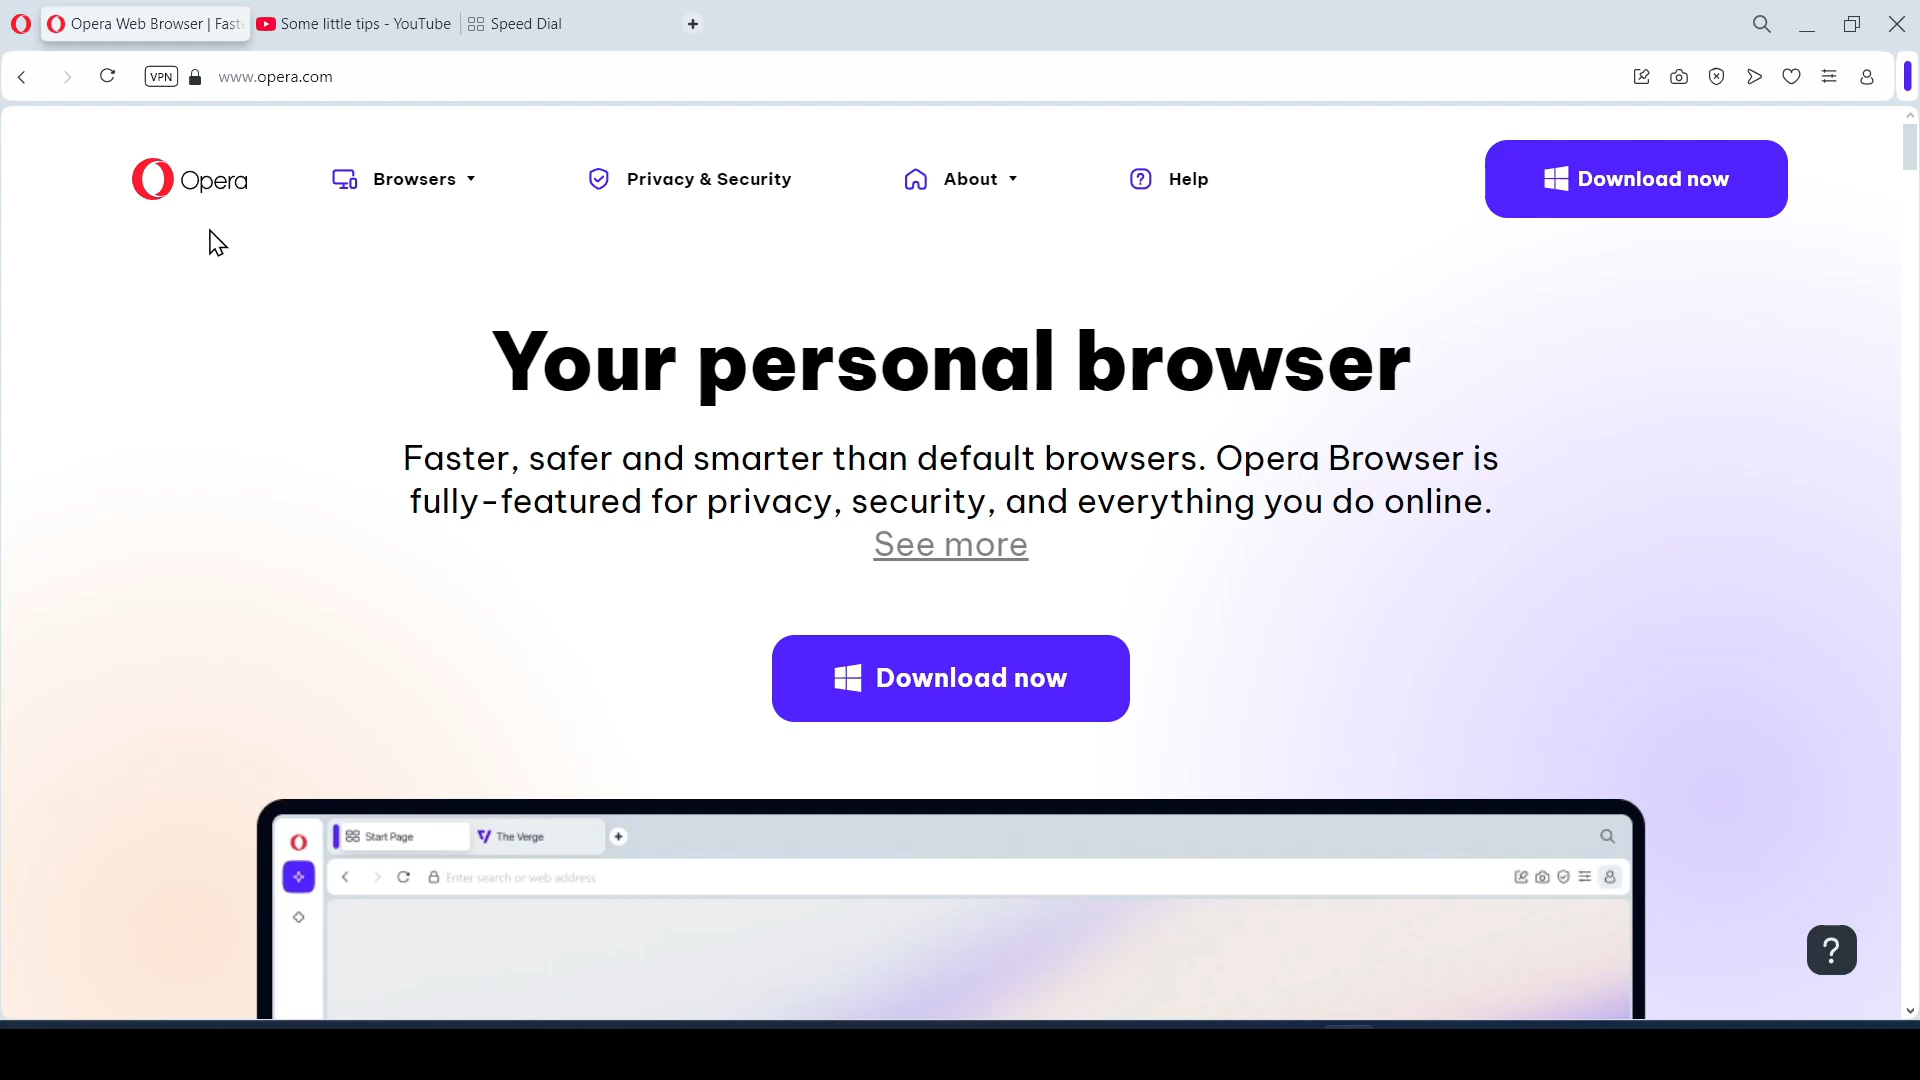 Opera Web Browser | Faste
Some little tips - YouTube
Speed Dial
VPN
www.opera.com
Opera
Browsers
Privacy & Security
About
Help
Download now
Your personal browser
Faster, safer and smarter than default browsers. Opera Browser is
fully-featured for privacy, security, and everything you do online.
See more
Download now
Start Page
The Verge
Enter search or web address
?